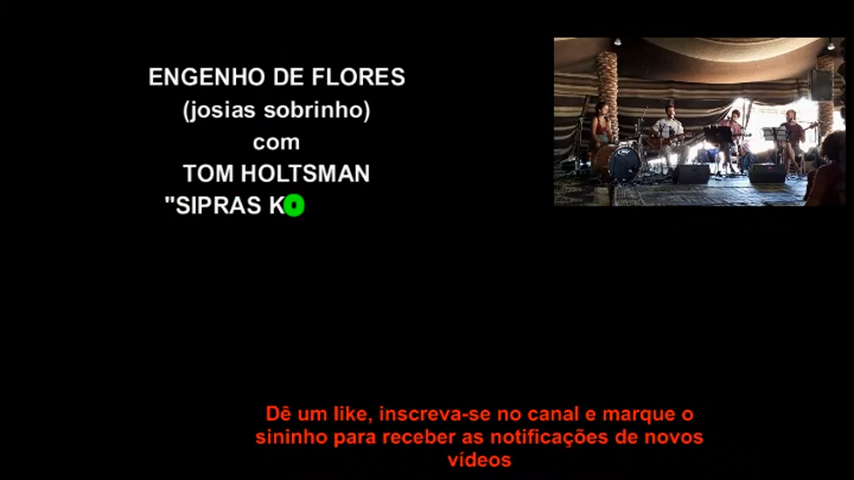 ENGENHO DE FLORES
(josias sobrinho)
com
TOM HOLTSMAN
"SIPRAS KO
Dê um like, inscreva-se no canal e marque o
sininho para receber as notificações de novos
vídeos